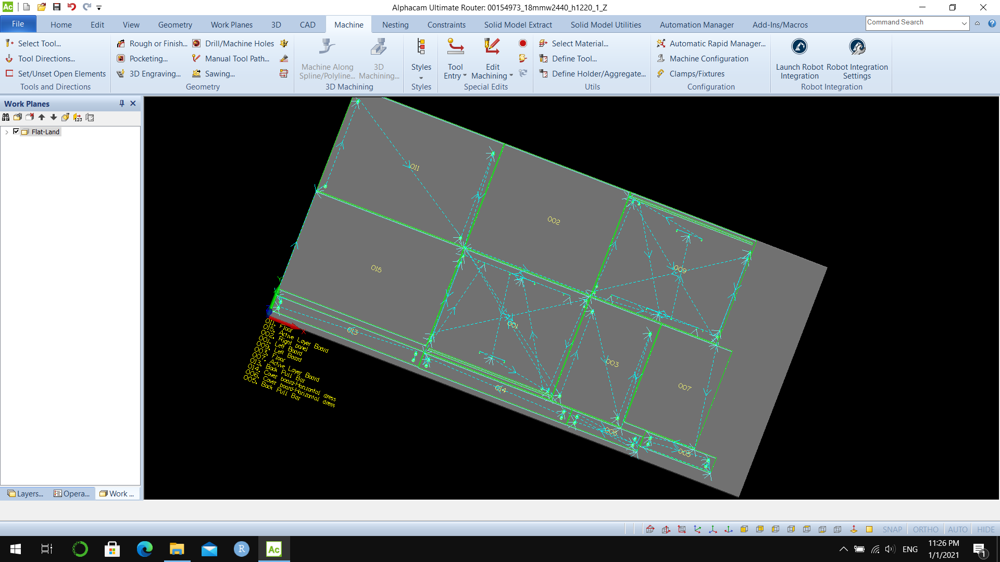 Alphacam Ultimate Router: 00154973_18mmw2440_h1220_1_Z
File
Home
Edit
View
Geometry
Work Planes
3D
CAD
Machine
Nesting
Constraints
Solid Model Extract
Solid Model Utilities
Automation Manager
Add-Ins/Macros
Command Search
Select Tool...
Tool Directions...
Set/Unset Open Elements
Tools and Directions
Rough or Finish...
Pocketing...
3D Engraving...
Drill/Machine Holes
Manual Tool Path...
Sawing...
Geometry
Machine Along
Spline/Polyline...
3D
Machining...
3D Machining
Styles
Styles
Tool
Entry
Edit
Machining
Special Edits
Select Material...
Define Tool...
Define Holder/Aggregate...
Utils
Automatic Rapid Manager...
Machine Configuration
Clamps/Fixtures
Configuration
Launch Robot
Integration
Robot Integration
Settings
Robot Integration
Work Planes
Flat-Land
011
002
015
009
001
013
003
007
014
006
005
Y
X
011. Floor
015. Active Layer Board
002. Right panel
001. Left Board
009. Left Board
003. Floor
007. Active Layer Board
013. Back Pull Bar
014. Cover board-Horizontal dress
006. Cover board-Horizontal dress
005. Back Pull Bar
Layers...
Opera...
Work ...
SNAP
ORTHO
AUTO
HIDE
Ac
R
Ac
ENG
11:26 PM
1/1/2021
1